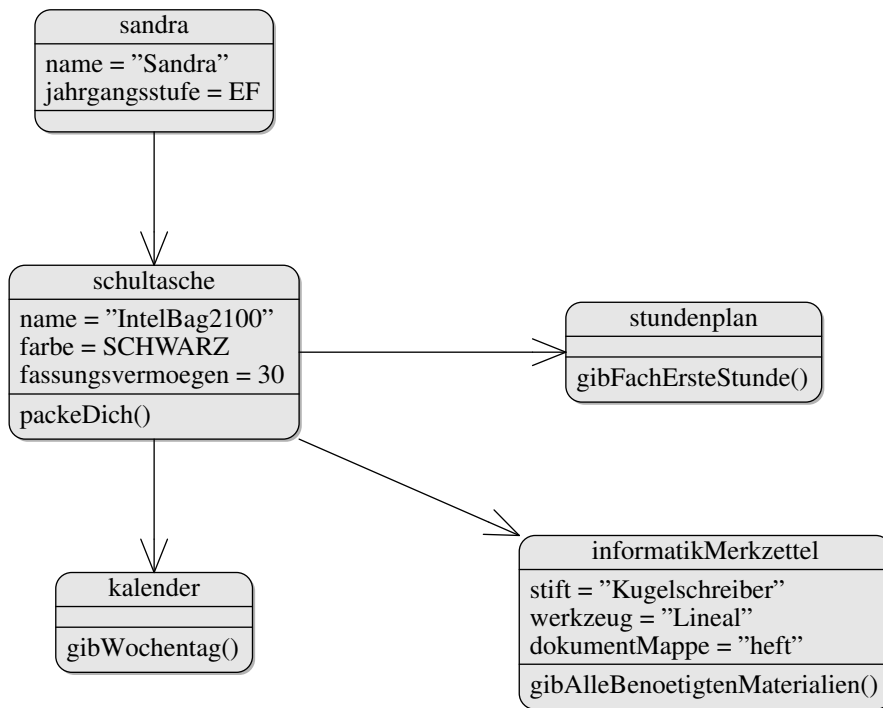 sandra
name = ”Sandra”
jahrgangsstufe = EF
schultasche
name = ”IntelBag2100”
farbe = SCHWARZ
fassungsvermoegen = 30
packeDich()
stundenplan
gibFachErsteStunde()
kalender
gibWochentag()
informatikMerkzettel
stift = ”Kugelschreiber”
werkzeug = ”Lineal”
dokumentMappe = ”heft”
gibAlleBenoetigtenMaterialien()